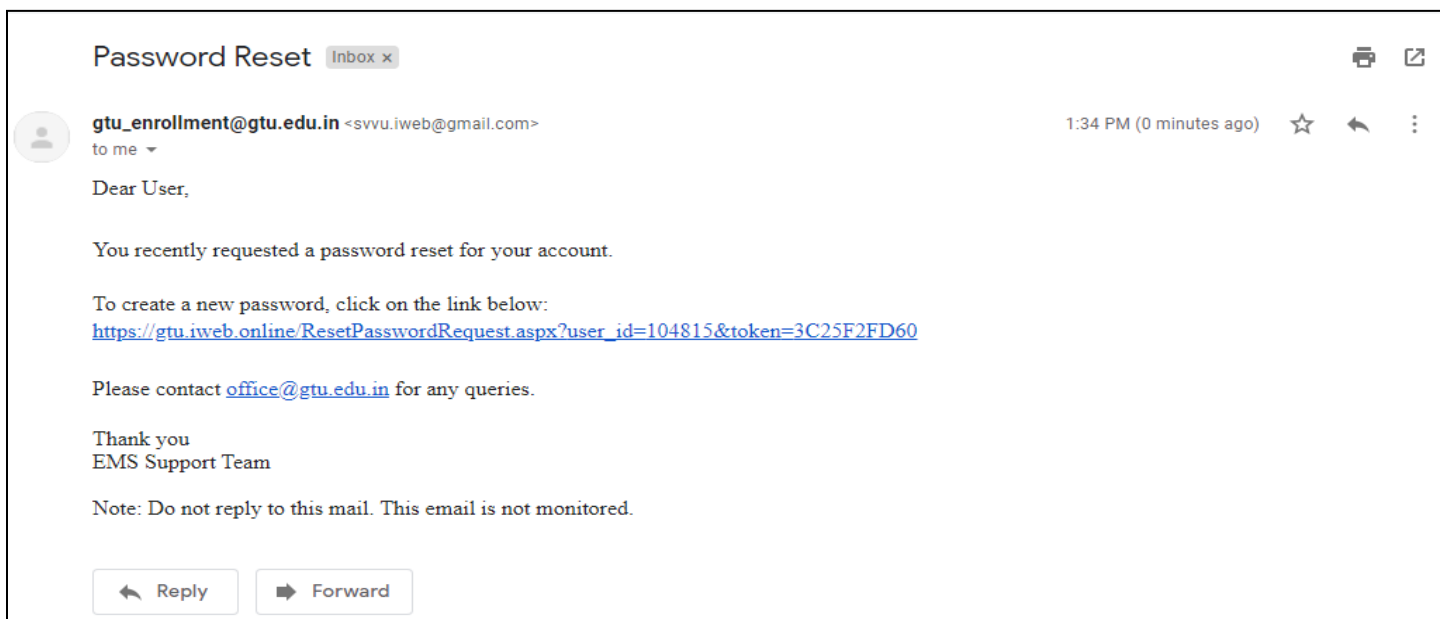 Password Reset Inbox x
gtu_enrollment@gtu.edu.in <svvu.iweb@gmail.com> 1:34 PM (0 minutes ago)
to me
Dear User,
You recently requested a password reset for your account.
To create a new password, click on the link below:
https://gtu.iweb.online/ResetPasswordRequest.aspx?user_id=104815&token=3C25F2FD60
Please contact office@gtu.edu.in for any queries.
Thank you
EMS Support Team
Note: Do not reply to this mail. This email is not monitored.
Reply Forward